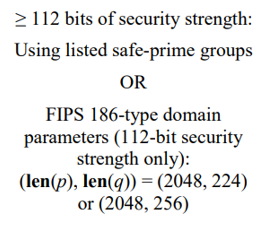 ≥ 112 bits of security strength:
Using listed safe-prime groups
OR
FIPS 186-type domain
parameters (112-bit security
strength only):
(len(p), len(q)) = (2048, 224)
or (2048, 256)